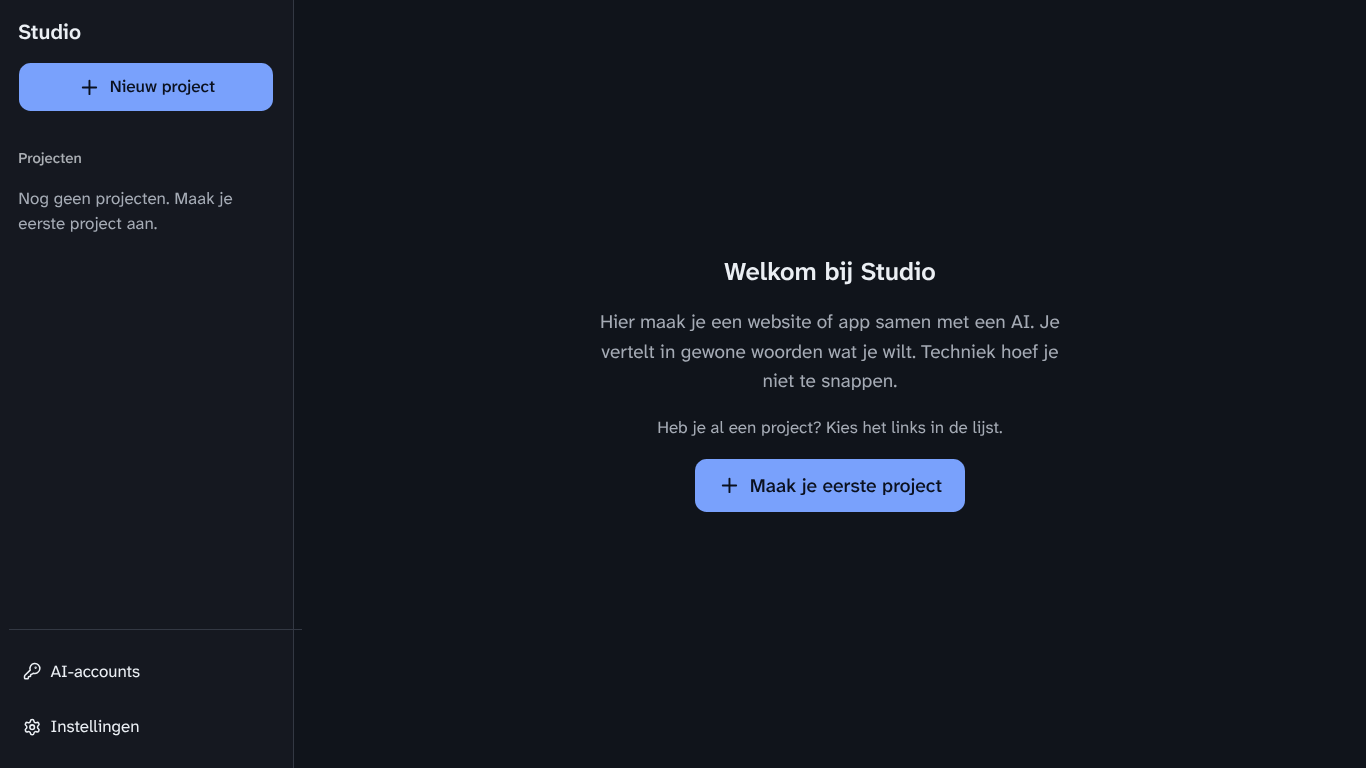 Studio
Nieuw project
Projecten
Nog geen projecten. Maak je
eerste project aan.
AI-accounts
Instellingen
Welkom bij Studio
Hier maak je een website of app samen met een AI. Je
vertelt in gewone woorden wat je wilt. Techniek hoef je
niet te snappen.
Heb je al een project? Kies het links in de lijst.
Maak je eerste project